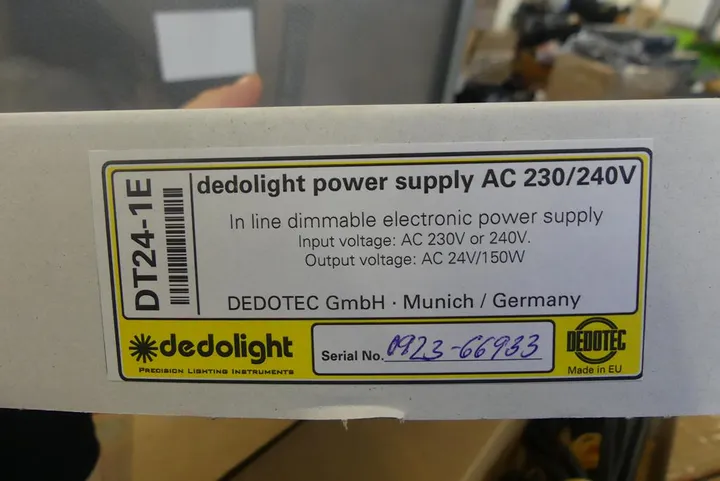 DT24-1E
dedolight power supply AC 230/240V
In line dimmable electronic power supply
Input voltage: AC 230V or 240V.
Output voltage: AC 24V/150W
DEDOTEC GmbH · Munich / Germany
dedolight
PRECISION LIGHTING INSTRUMENTS
Serial No. 0923-66933
DEDOTEC
Made in EU